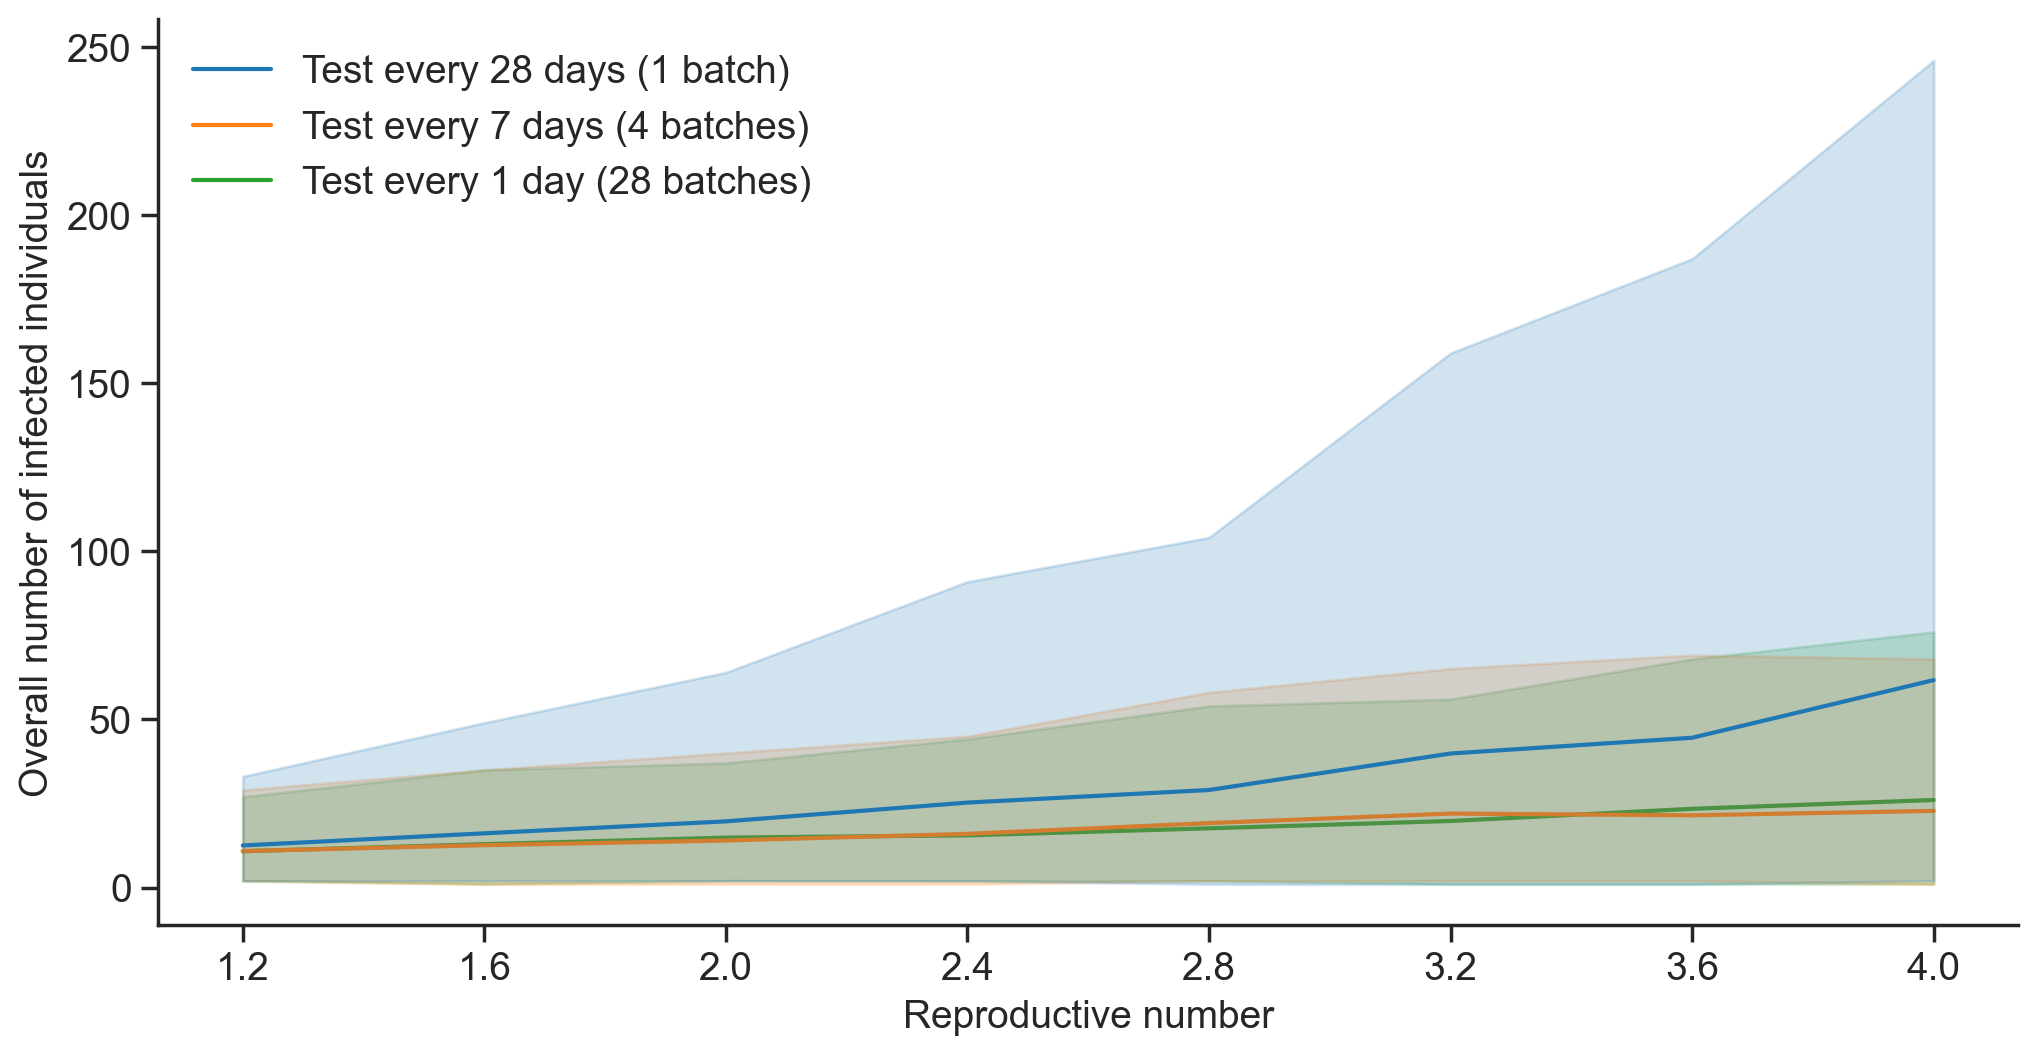 250
200
150
100
50
0
Overall number of infected individuals
Test every 28 days (1 batch)
Test every 7 days (4 batches)
Test every 1 day (28 batches)
1.2 1.6 2.0 2.4 2.8 3.2 3.6 4.0
Reproductive number